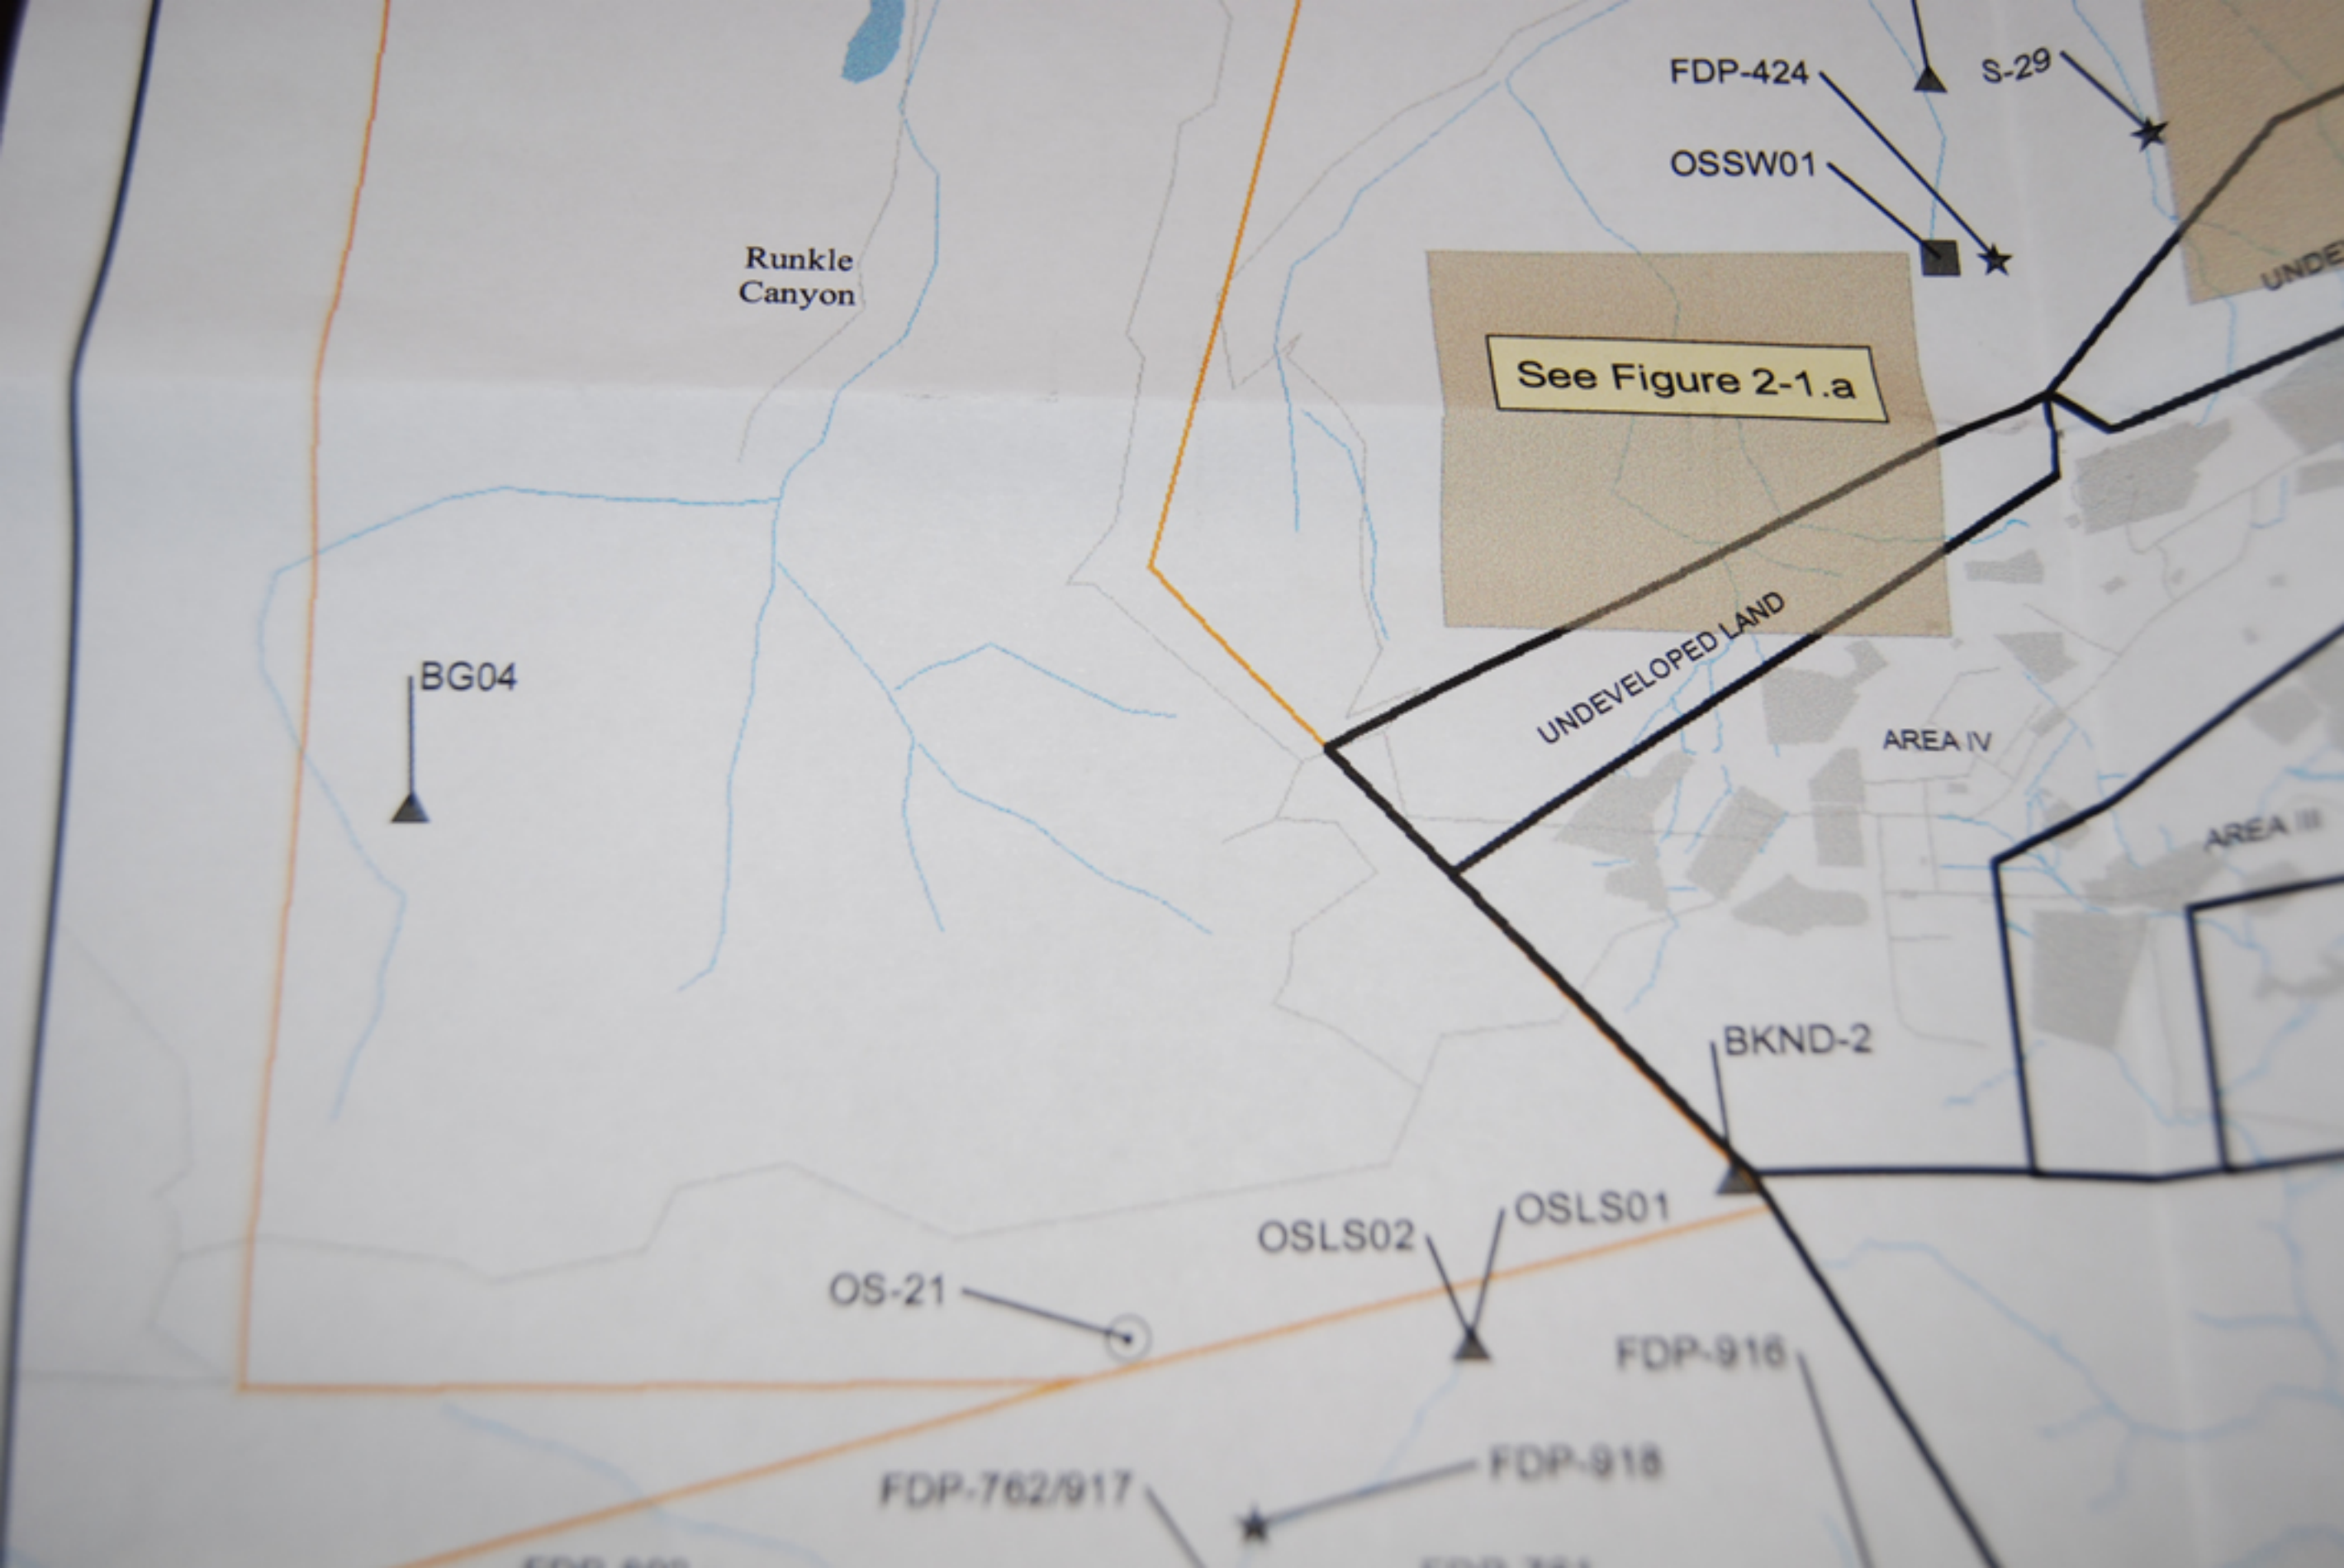 FDP-424
S-29
OSSW01
Runkle
Canyon
See Figure 2-1.a
BG04
UNDEVELOPED LAND
AREA IV
AREA III
BKND-2
OSLS02
OSLS01
OS-21
FDP-916
FDP-918
FDP-762/917